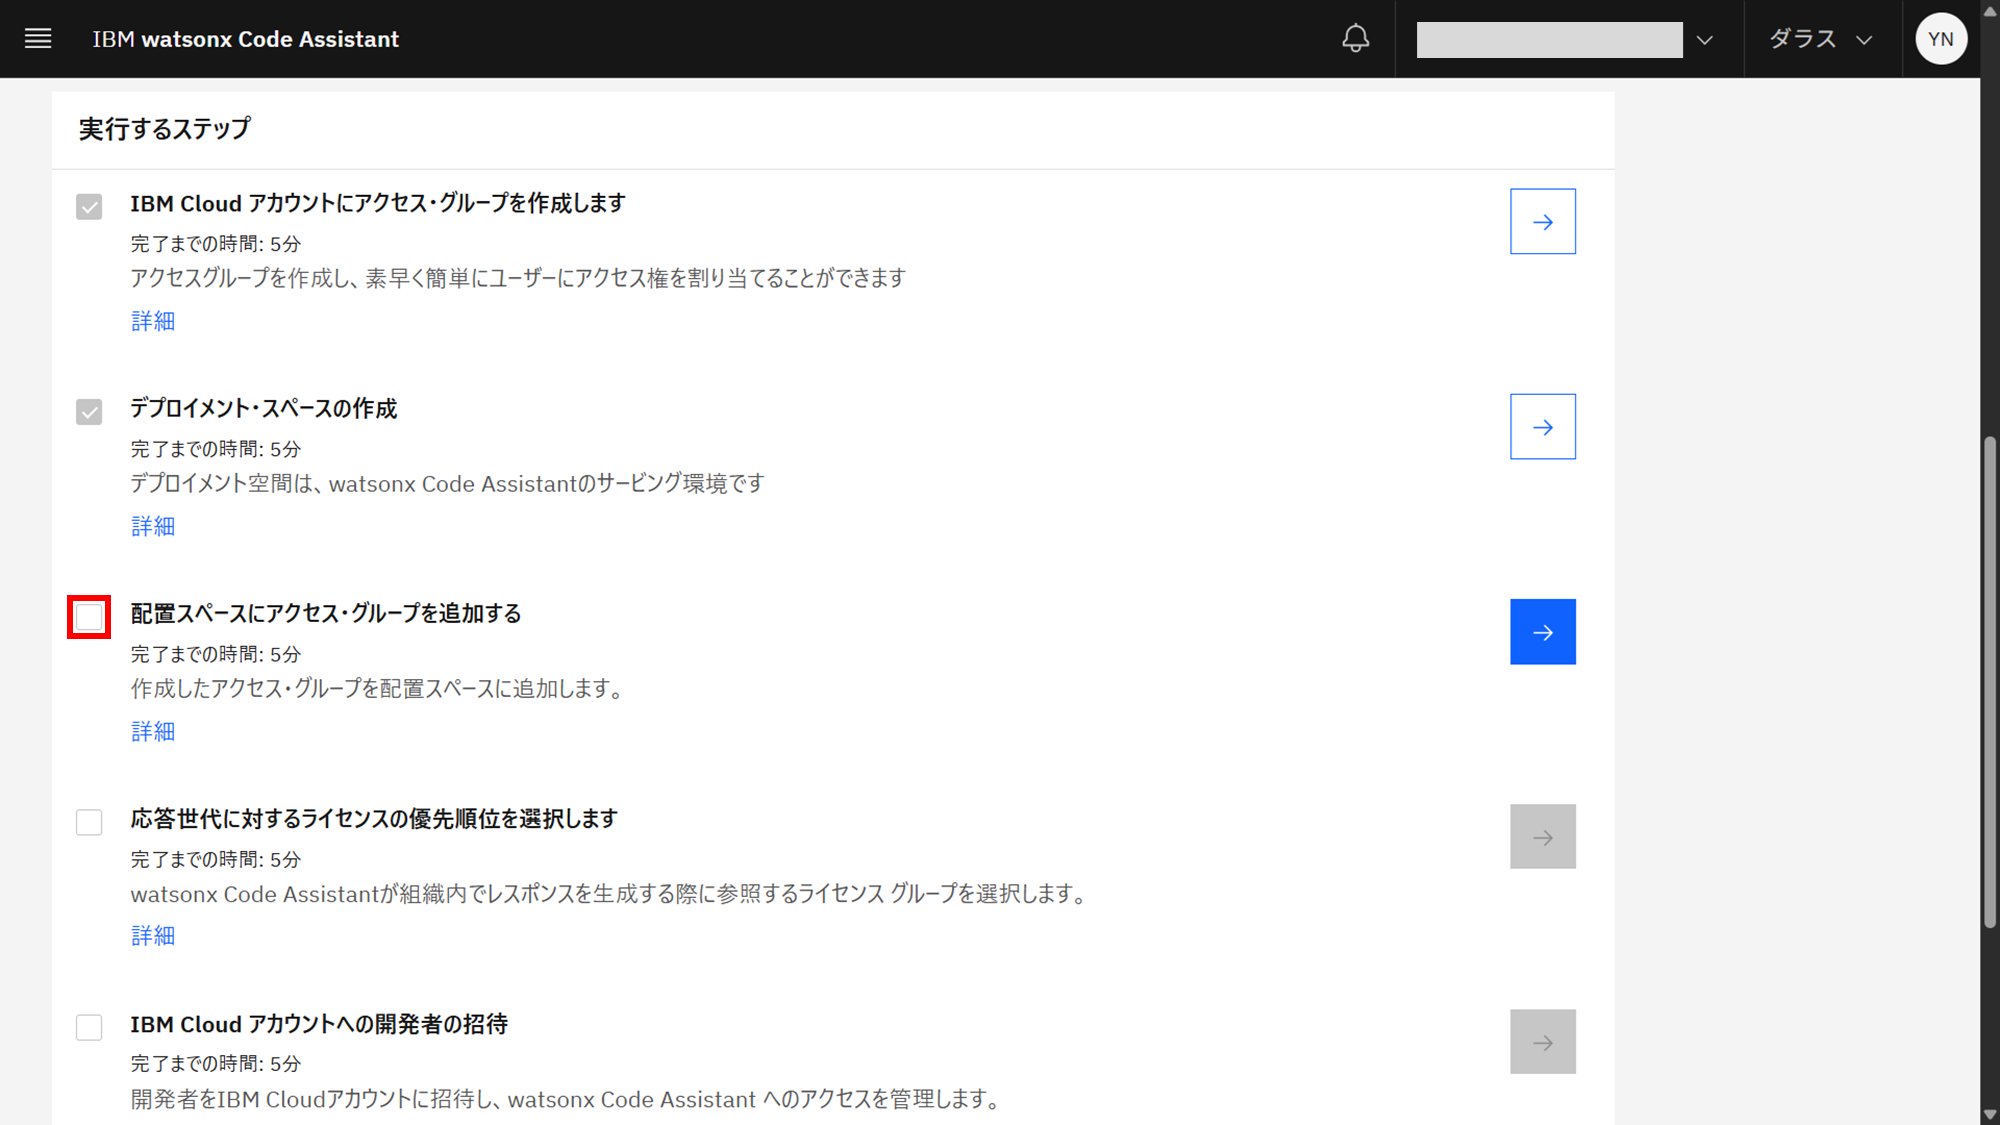 IBM watsonx Code Assistant
ダラス
YN
実行するステップ
IBM Cloud アカウントにアクセス・グループを作成します
完了までの時間: 5分
アクセスグループを作成し、素早く簡単にユーザーにアクセス権を割り当てることができます
詳細
デプロイメント・スペースの作成
完了までの時間: 5分
デプロイメント空間は、watsonx Code Assistantのサービング環境です
詳細
配置スペースにアクセス・グループを追加する
完了までの時間: 5分
作成したアクセス・グループを配置スペースに追加します。
詳細
応答世代に対するライセンスの優先順位を選択します
完了までの時間: 5分
watsonx Code Assistantが組織内でレスポンスを生成する際に参照するライセンス グループを選択します。
詳細
IBM Cloud アカウントへの開発者の招待
完了までの時間: 5分
開発者をIBM Cloudアカウントに招待し、watsonx Code Assistant へのアクセスを管理します。